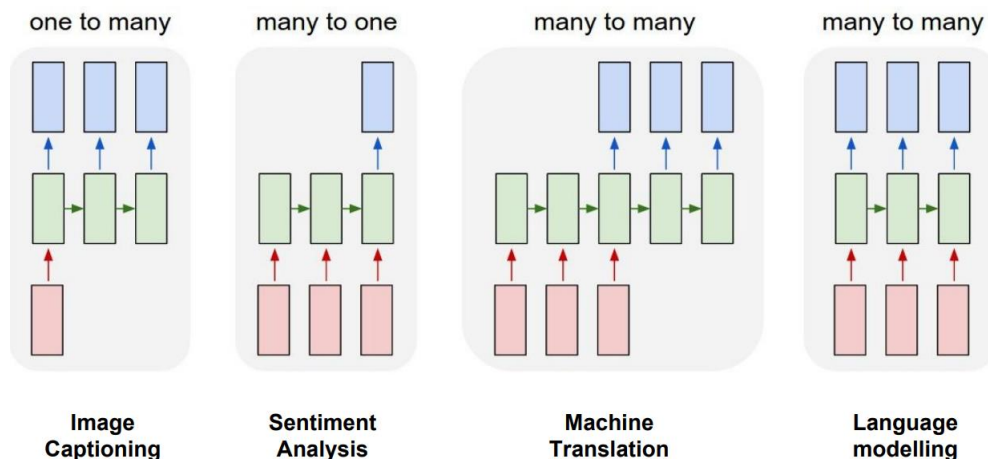 one to many
many to one
many to many
many to many
Image
Captioning
Sentiment
Analysis
Machine
Translation
Language
modelling